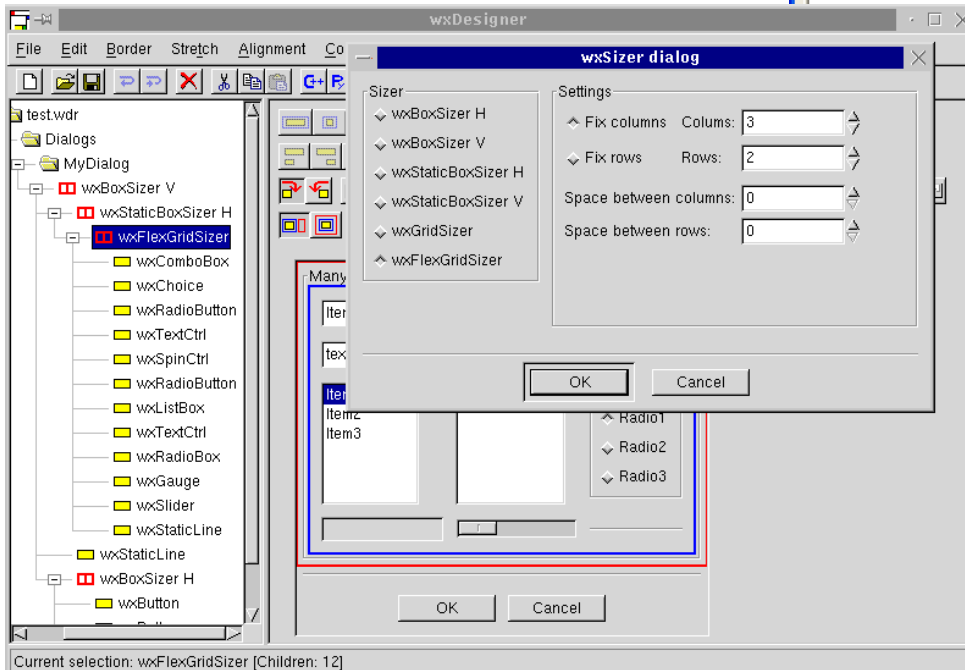 wxDesigner
File Edit Border Stretch Alignment Co
test.wdr
Dialogs
MyDialog
wxBoxSizer V
wxStaticBoxSizer H
wxFlexGridSizer
wxComboBox
wxChoice
wxRadioButton
wxTextCtrl
wxSpinCtrl
wxRadioButton
wxListBox
wxTextCtrl
wxRadioBox
wxGauge
wxSlider
wxStaticLine
wxStaticLine
wxBoxSizer H
wxButton
Many
Iter
tex
Item2
Item3
Radio1
Radio2
Radio3
OK Cancel
wxSizer dialog
Sizer
wxBoxSizer H
wxBoxSizer V
wxStaticBoxSizer H
wxStaticBoxSizer V
wxGridSizer
wxFlexGridSizer
Settings
Fix columns Colums: 3
Fix rows Rows: 2
Space between columns: 0
Space between rows: 0
OK Cancel
Current selection: wxFlexGridSizer [Children: 12]